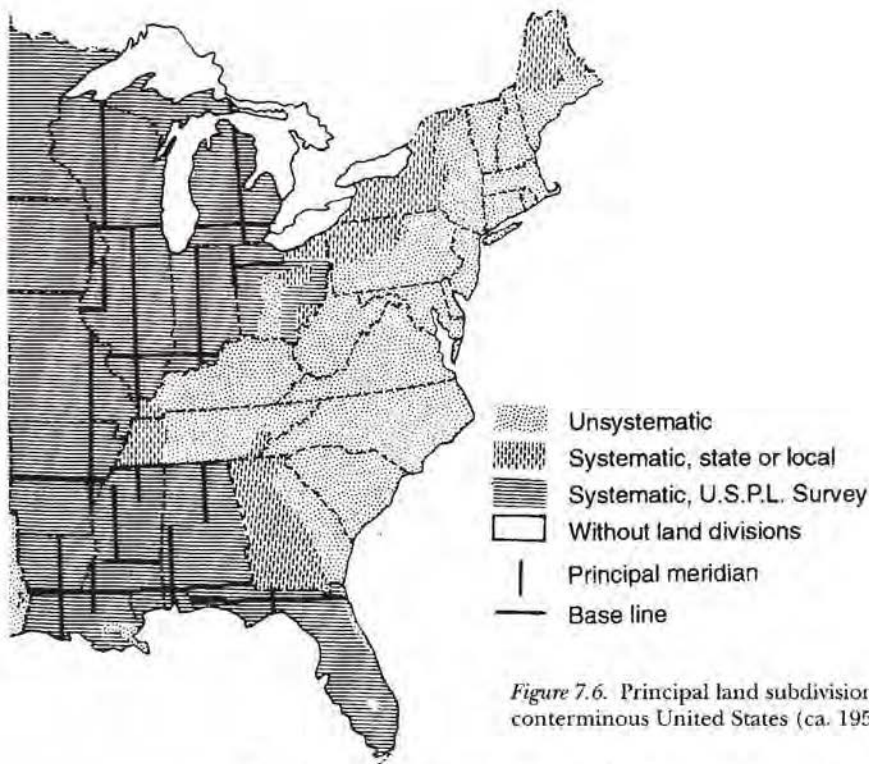 Unsystematic
Systematic, state or local
Systematic, U.S.P.L. Survey
Without land divisions
Principal meridian
Base line
Figure 7.6. Principal land subdivision
conterminous United States (ca. 195